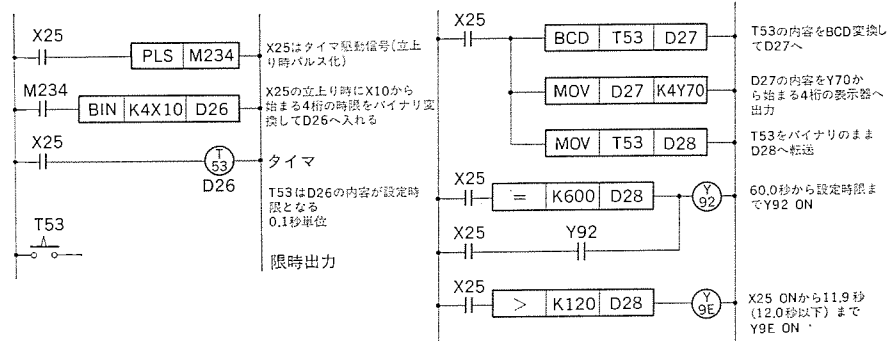 X25
PLS M234
X25はタイマ駆動信号(立上
り時パルス化)
M234
BIN K4X10 D26
X25の立上り時にX10から
始まる4桁の時限をバイナリ変
換してD26へ入れる
X25
T
53
D26
タイマ
T53はD26の内容が設定時
限となる
0.1秒単位
T53
限時出力
X25
BCD T53 D27
T53の内容をBCD変換し
てD27へ
MOV D27 K4Y70
D27の内容をY70か
ら始まる4桁の表示器へ
出力
MOV T53 D28
T53をバイナリのまま
D28へ転送
X25
= K600 D28
Y
92
60.0秒から設定時限ま
でY92 ON
X25
Y92
X25
> K120 D28
Y
9E
X25 ONから11.9秒
(12.0秒以下)まで
Y9E ON